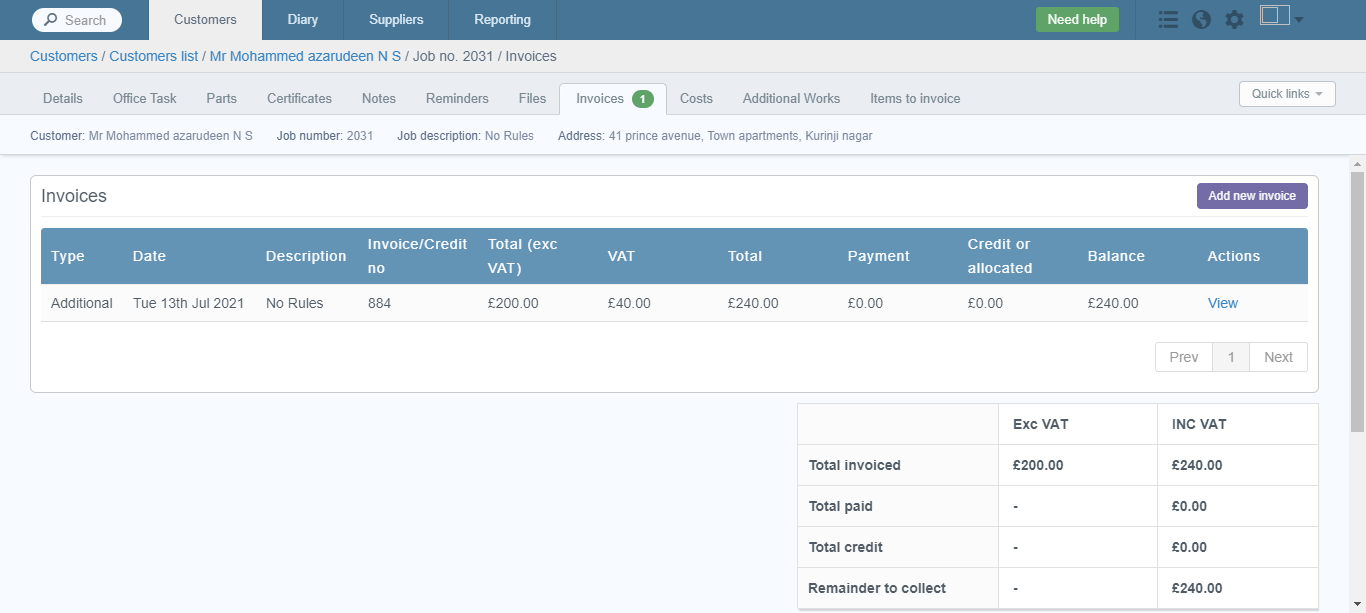 Search Customers Diary Suppliers Reporting Need help
Customers / Customers list / Mr Mohammed azarudeen N S / Job no. 2031 / Invoices
Details Office Task Parts Certificates Notes Reminders Files Invoices 1 Costs Additional Works Items to invoice Quick links
Customer: Mr Mohammed azarudeen N S Job number: 2031 Job description: No Rules Address: 41 prince avenue, Town apartments, Kurinji nagar
Invoices Add new invoice
Type Date Description Invoice/Credit no Total (exc VAT) VAT Total Payment Credit or allocated Balance Actions
Additional Tue 13th Jul 2021 No Rules 884 £200.00 £40.00 £240.00 £0.00 £0.00 £240.00 View
Prev 1 Next
Exc VAT INC VAT
Total invoiced £200.00 £240.00
Total paid - £0.00
Total credit - £0.00
Remainder to collect - £240.00